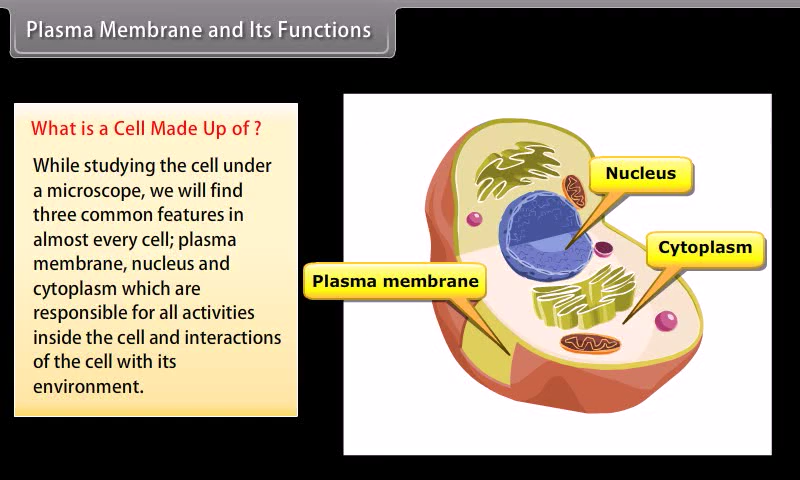 Plasma Membrane and Its Functions
What is a Cell Made Up of ?
While studying the cell under
a microscope, we will find
three common features in
almost every cell; plasma
membrane, nucleus and
cytoplasm which are
responsible for all activities
inside the cell and interactions
of the cell with its
environment.
Nucleus
Cytoplasm
Plasma membrane